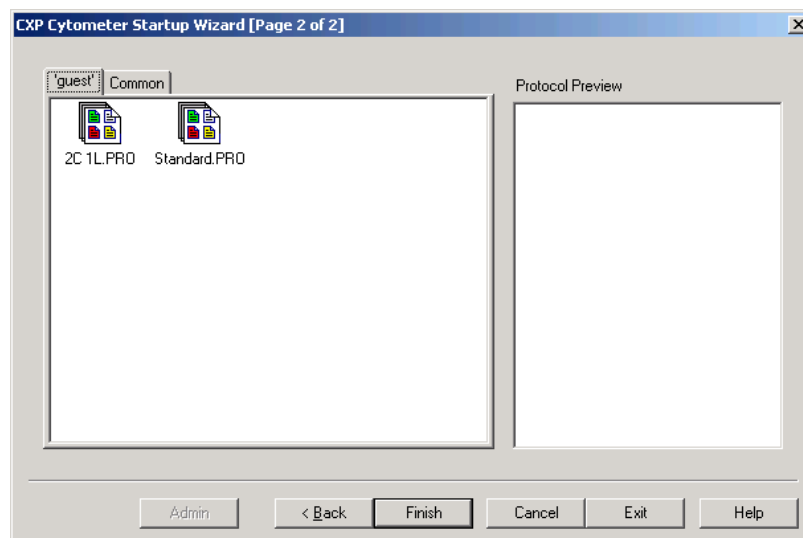 CXP Cytometer Startup Wizard [Page 2 of 2]
'guest' Common
Protocol Preview
2C 1L.PRO Standard.PRO
Admin < Back Finish Cancel Exit Help